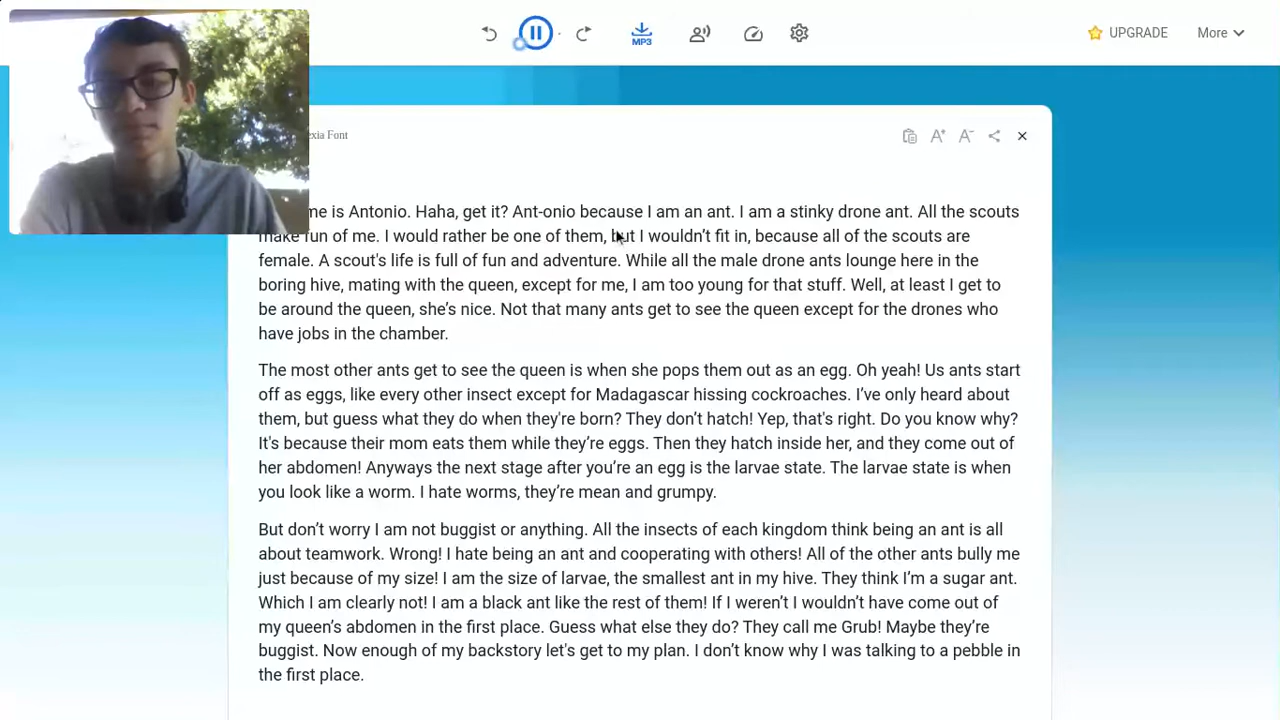 MP3
UPGRADE
More
Font
is Antonio. Haha, get it? Ant-onio because I am an ant. I am a stinky drone ant. All the scouts
make fun of me. I would rather be one of them, but I wouldn’t fit in, because all of the scouts are
female. A scout's life is full of fun and adventure. While all the male drone ants lounge here in the
boring hive, mating with the queen, except for me, I am too young for that stuff. Well, at least I get to
be around the queen, she’s nice. Not that many ants get to see the queen except for the drones who
have jobs in the chamber.
The most other ants get to see the queen is when she pops them out as an egg. Oh yeah! Us ants start
off as eggs, like every other insect except for Madagascar hissing cockroaches. I’ve only heard about
them, but guess what they do when they're born? They don’t hatch! Yep, that's right. Do you know why?
It's because their mom eats them while they’re eggs. Then they hatch inside her, and they come out of
her abdomen! Anyways the next stage after you’re an egg is the larvae state. The larvae state is when
you look like a worm. I hate worms, they’re mean and grumpy.
But don’t worry I am not buggist or anything. All the insects of each kingdom think being an ant is all
about teamwork. Wrong! I hate being an ant and cooperating with others! All of the other ants bully me
just because of my size! I am the size of larvae, the smallest ant in my hive. They think I’m a sugar ant.
Which I am clearly not! I am a black ant like the rest of them! If I weren’t I wouldn’t have come out of
my queen’s abdomen in the first place. Guess what else they do? They call me Grub! Maybe they’re
buggist. Now enough of my backstory let's get to my plan. I don’t know why I was talking to a pebble in
the first place.